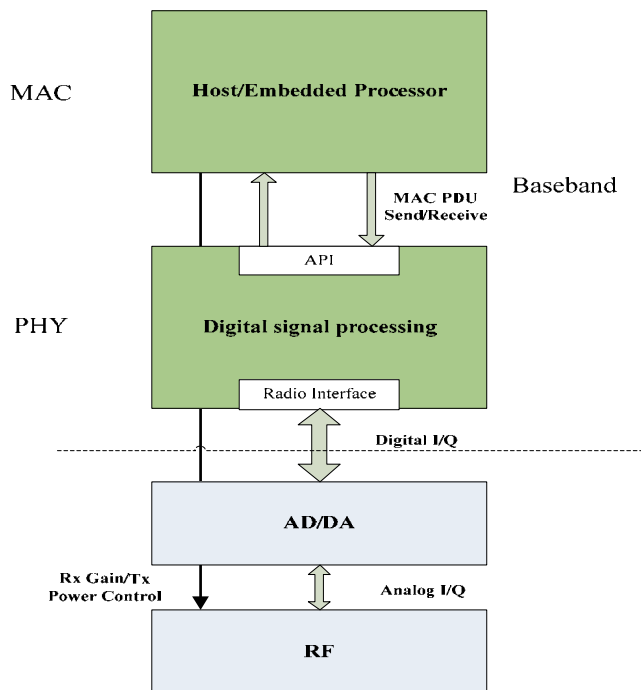 MAC
Host/Embedded Processor
Baseband
MAC PDU
Send/Receive
API
PHY
Digital signal processing
Radio Interface
Digital I/Q
AD/DA
Rx Gain/Tx
Power Control
Analog I/Q
RF